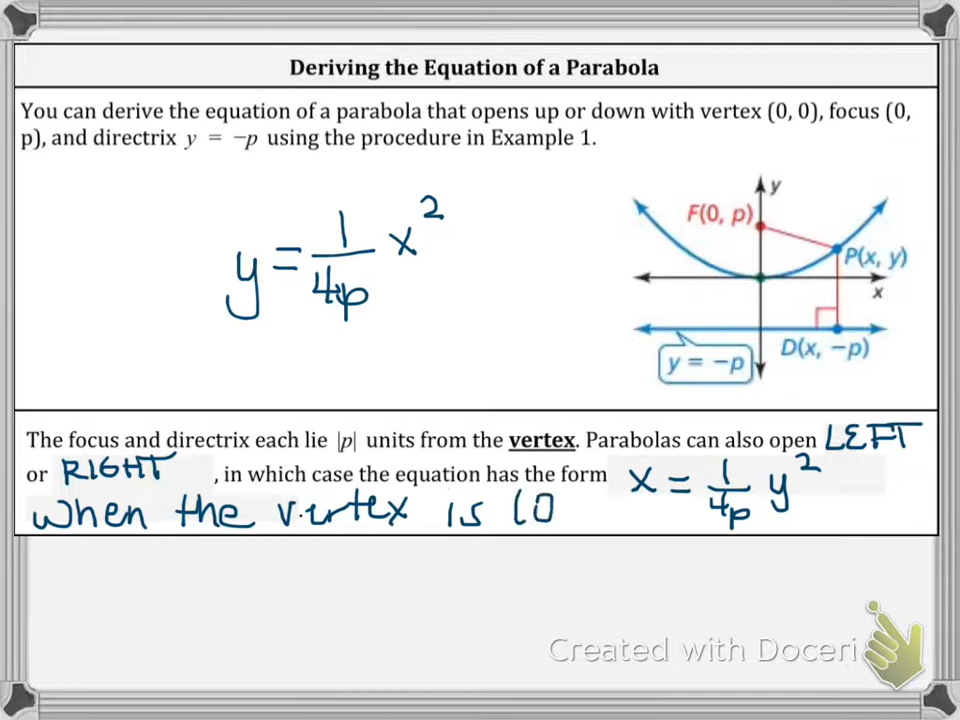 Deriving the Equation of a Parabola
You can derive the equation of a parabola that opens up or down with vertex (0, 0), focus (0,
p), and directrix y = −p using the procedure in Example 1.
y = 1/4p x²
y
F(0, p)
P(x, y)
x
y = −p
D(x, −p)
The focus and directrix each lie |p| units from the vertex. Parabolas can also open LEFT
or RIGHT , in which case the equation has the form x = 1/4p y²
when the vertex is (0
Created with Doceri